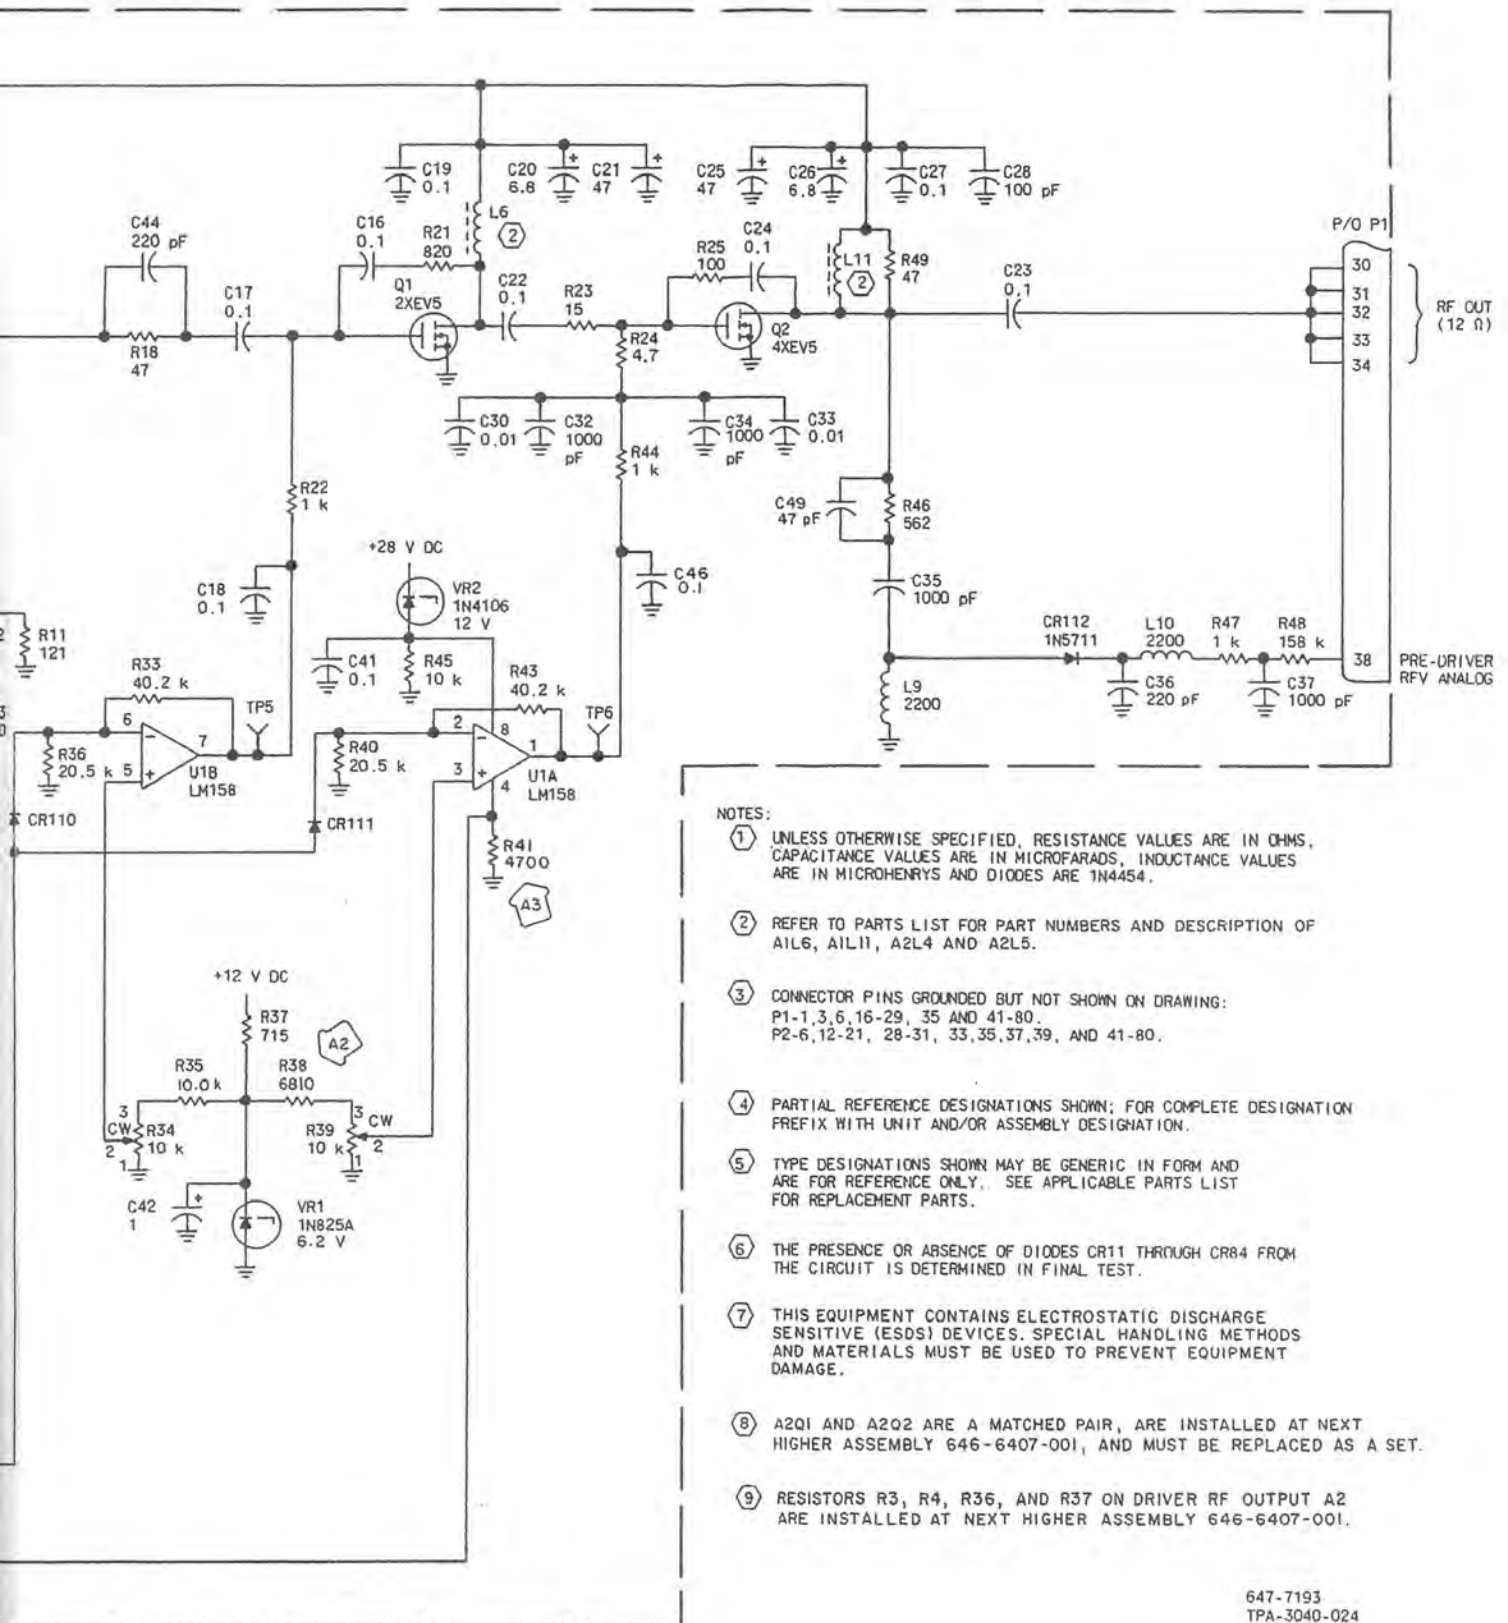 C19
0.1
C20
6.8
C21
47
C25
47
C26
6.8
C27
0.1
C28
100 pF
C44
220 pF
C16
0.1
R21
820
L6
2
C24
0.1
R25
100
L11
2
R49
47
P/O P1
30
31
32
33
34
RF OUT
(12 Ω)
C17
0.1
Q1
2XEV5
C22
0.1
R23
15
C23
0.1
R18
47
R24
4.7
Q2
4XEV5
C30
0.01
C32
1000
pF
C34
1000
pF
C33
0.01
R44
1 k
R22
1 k
C49
47 pF
R46
562
+28 V DC
C18
0.1
VR2
1N4106
12 V
C46
0.1
C35
1000 pF
R11
121
C41
0.1
R45
10 k
CR112
1N5711
L10
2200
R47
1 k
R48
158 k
38
PRE-DRIVER
RFV ANALOG
R33
40.2 k
R43
40.2 k
L9
2200
C36
220 pF
C37
1000 pF
TP5
TP6
6
7
5
- 
+
R36
20.5 k
U1B
LM158
R40
20.5 k
2
8
1
3
4
-
+
U1A
LM158
CR110
CR111
R41
4700
A3
+12 V DC
R37
715
A2
R35
10.0 k
R38
6810
3
CW
2
1
R34
10 k
R39
10 k
3
CW
2
1
C42
1
VR1
1N825A
6.2 V
NOTES:
1 UNLESS OTHERWISE SPECIFIED, RESISTANCE VALUES ARE IN OHMS,
CAPACITANCE VALUES ARE IN MICROFARADS, INDUCTANCE VALUES
ARE IN MICROHENRYS AND DIODES ARE 1N4454.
2 REFER TO PARTS LIST FOR PART NUMBERS AND DESCRIPTION OF
A1L6, A1L11, A2L4 AND A2L5.
3 CONNECTOR PINS GROUNDED BUT NOT SHOWN ON DRAWING:
P1-1,3,6,16-29, 35 AND 41-80.
P2-6,12-21, 28-31, 33,35,37,39, AND 41-80.
4 PARTIAL REFERENCE DESIGNATIONS SHOWN; FOR COMPLETE DESIGNATION
PREFIX WITH UNIT AND/OR ASSEMBLY DESIGNATION.
5 TYPE DESIGNATIONS SHOWN MAY BE GENERIC IN FORM AND
ARE FOR REFERENCE ONLY. SEE APPLICABLE PARTS LIST
FOR REPLACEMENT PARTS.
6 THE PRESENCE OR ABSENCE OF DIODES CR11 THROUGH CR84 FROM
THE CIRCUIT IS DETERMINED IN FINAL TEST.
7 THIS EQUIPMENT CONTAINS ELECTROSTATIC DISCHARGE
SENSITIVE (ESDS) DEVICES. SPECIAL HANDLING METHODS
AND MATERIALS MUST BE USED TO PREVENT EQUIPMENT
DAMAGE.
8 A2Q1 AND A2Q2 ARE A MATCHED PAIR, ARE INSTALLED AT NEXT
HIGHER ASSEMBLY 646-6407-001, AND MUST BE REPLACED AS A SET.
9 RESISTORS R3, R4, R36, AND R37 ON DRIVER RF OUTPUT A2
ARE INSTALLED AT NEXT HIGHER ASSEMBLY 646-6407-001.
647-7193
TPA-3040-024